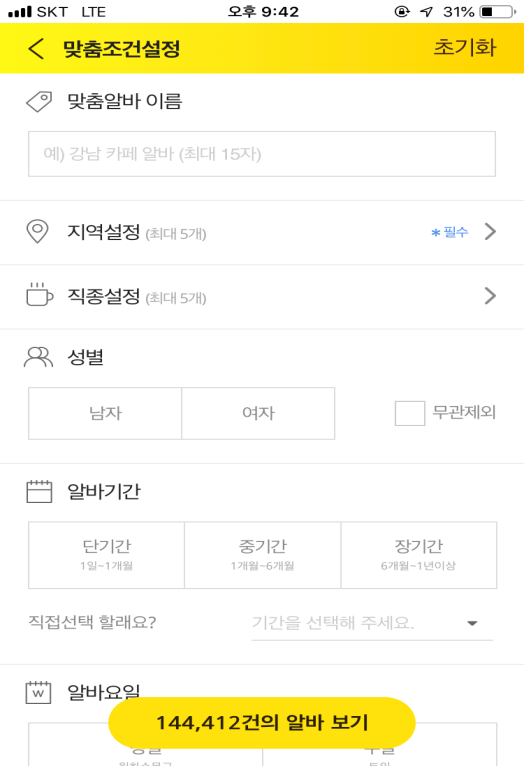 SKT LTE 오후 9:42 31%
맞춤조건설정 초기화
맞춤알바 이름
예) 강남 카페 알바 (최대 15자)
지역설정 (최대 5개) *필수
직종설정 (최대 5개)
성별
남자 여자 무관제외
알바기간
단기간 중기간 장기간
1일~1개월 1개월~6개월 6개월~1년이상
직접선택 할래요? 기간을 선택해 주세요.
W 알바요일
144,412건의 알바 보기